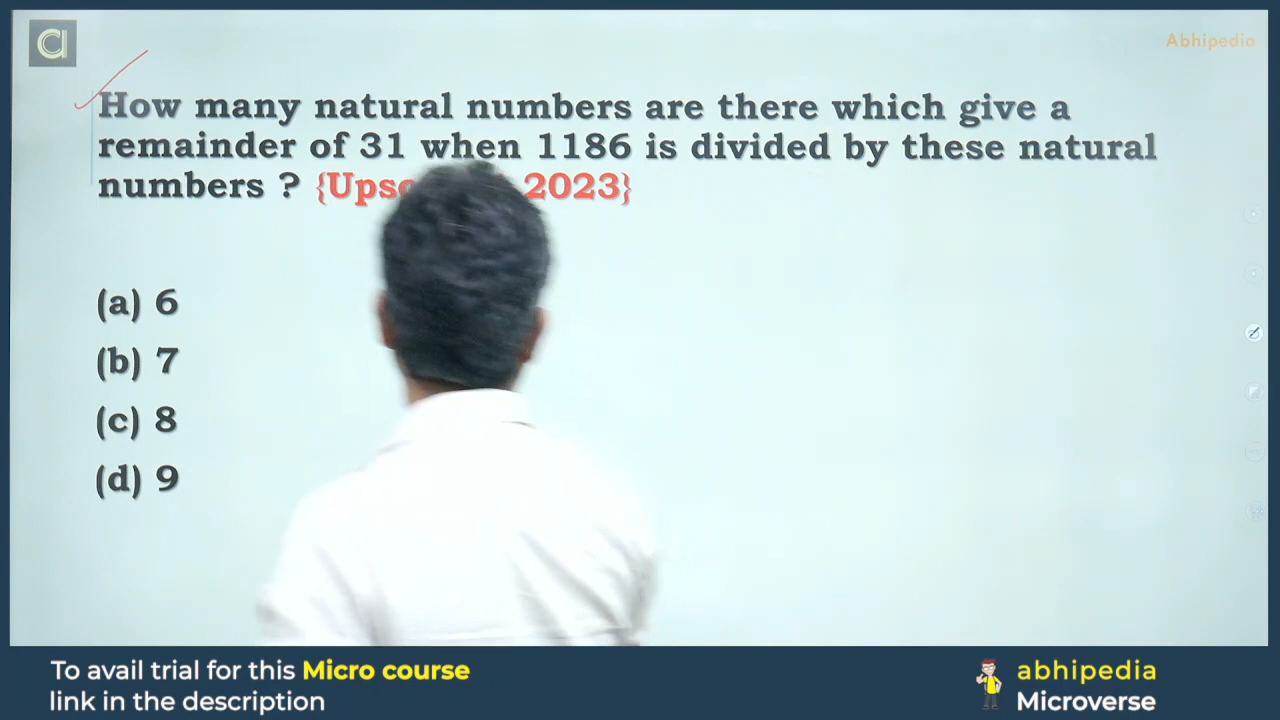 Abhipedia
How many natural numbers are there which give a
remainder of 31 when 1186 is divided by these natural
numbers ? {Upsc 2023}
(a) 6
(b) 7
(c) 8
(d) 9
To avail trial for this Micro course
link in the description
abhipedia
Microverse